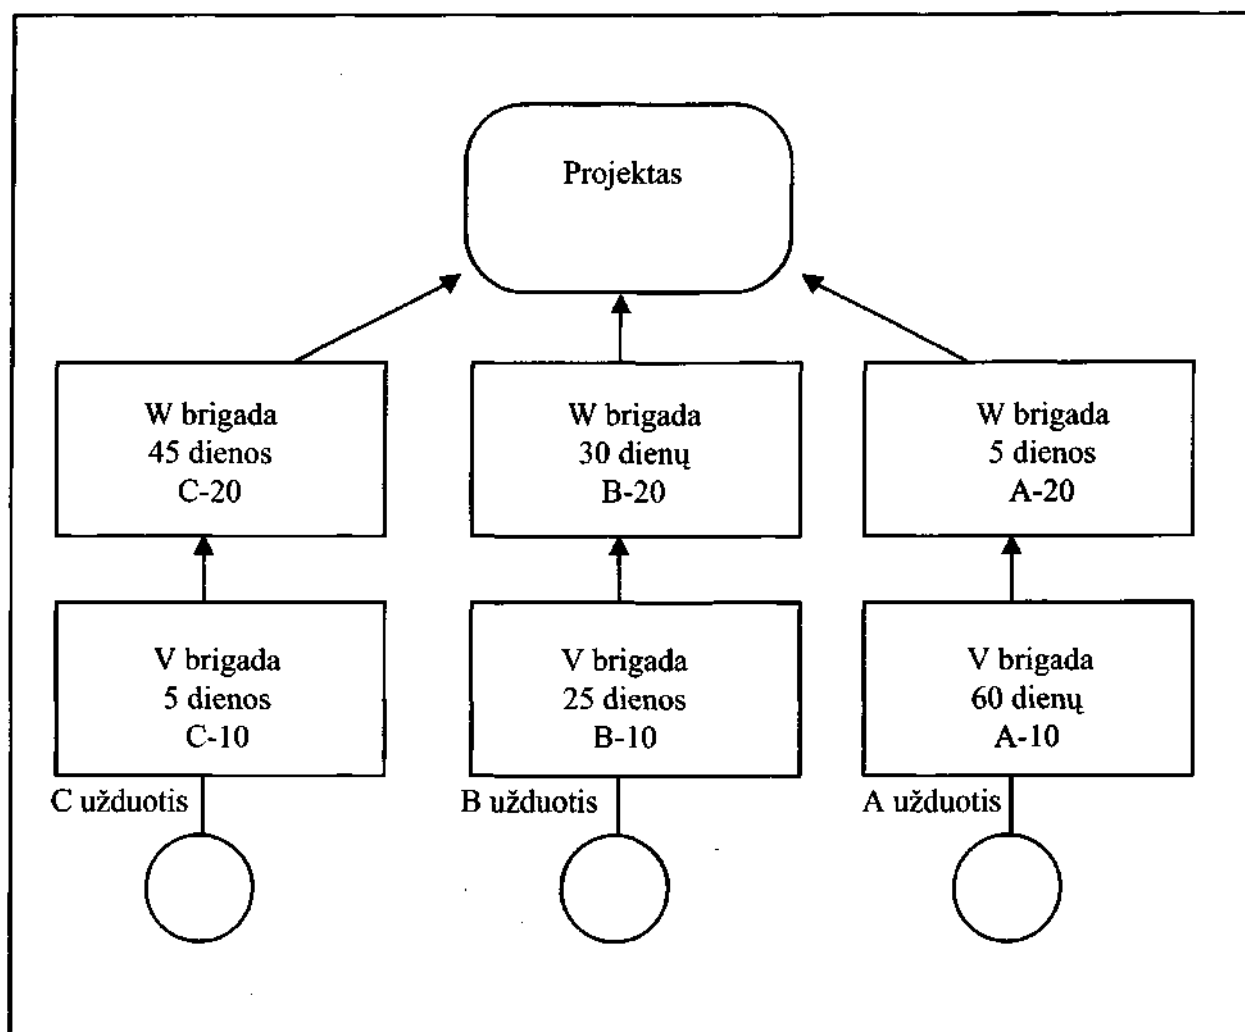 Projektas
W brigada
45 dienos
C-20
W brigada
30 dienų
B-20
W brigada
5 dienos
A-20
V brigada
5 dienos
C-10
V brigada
25 dienos
B-10
V brigada
60 dienų
A-10
C užduotis
B užduotis
A užduotis